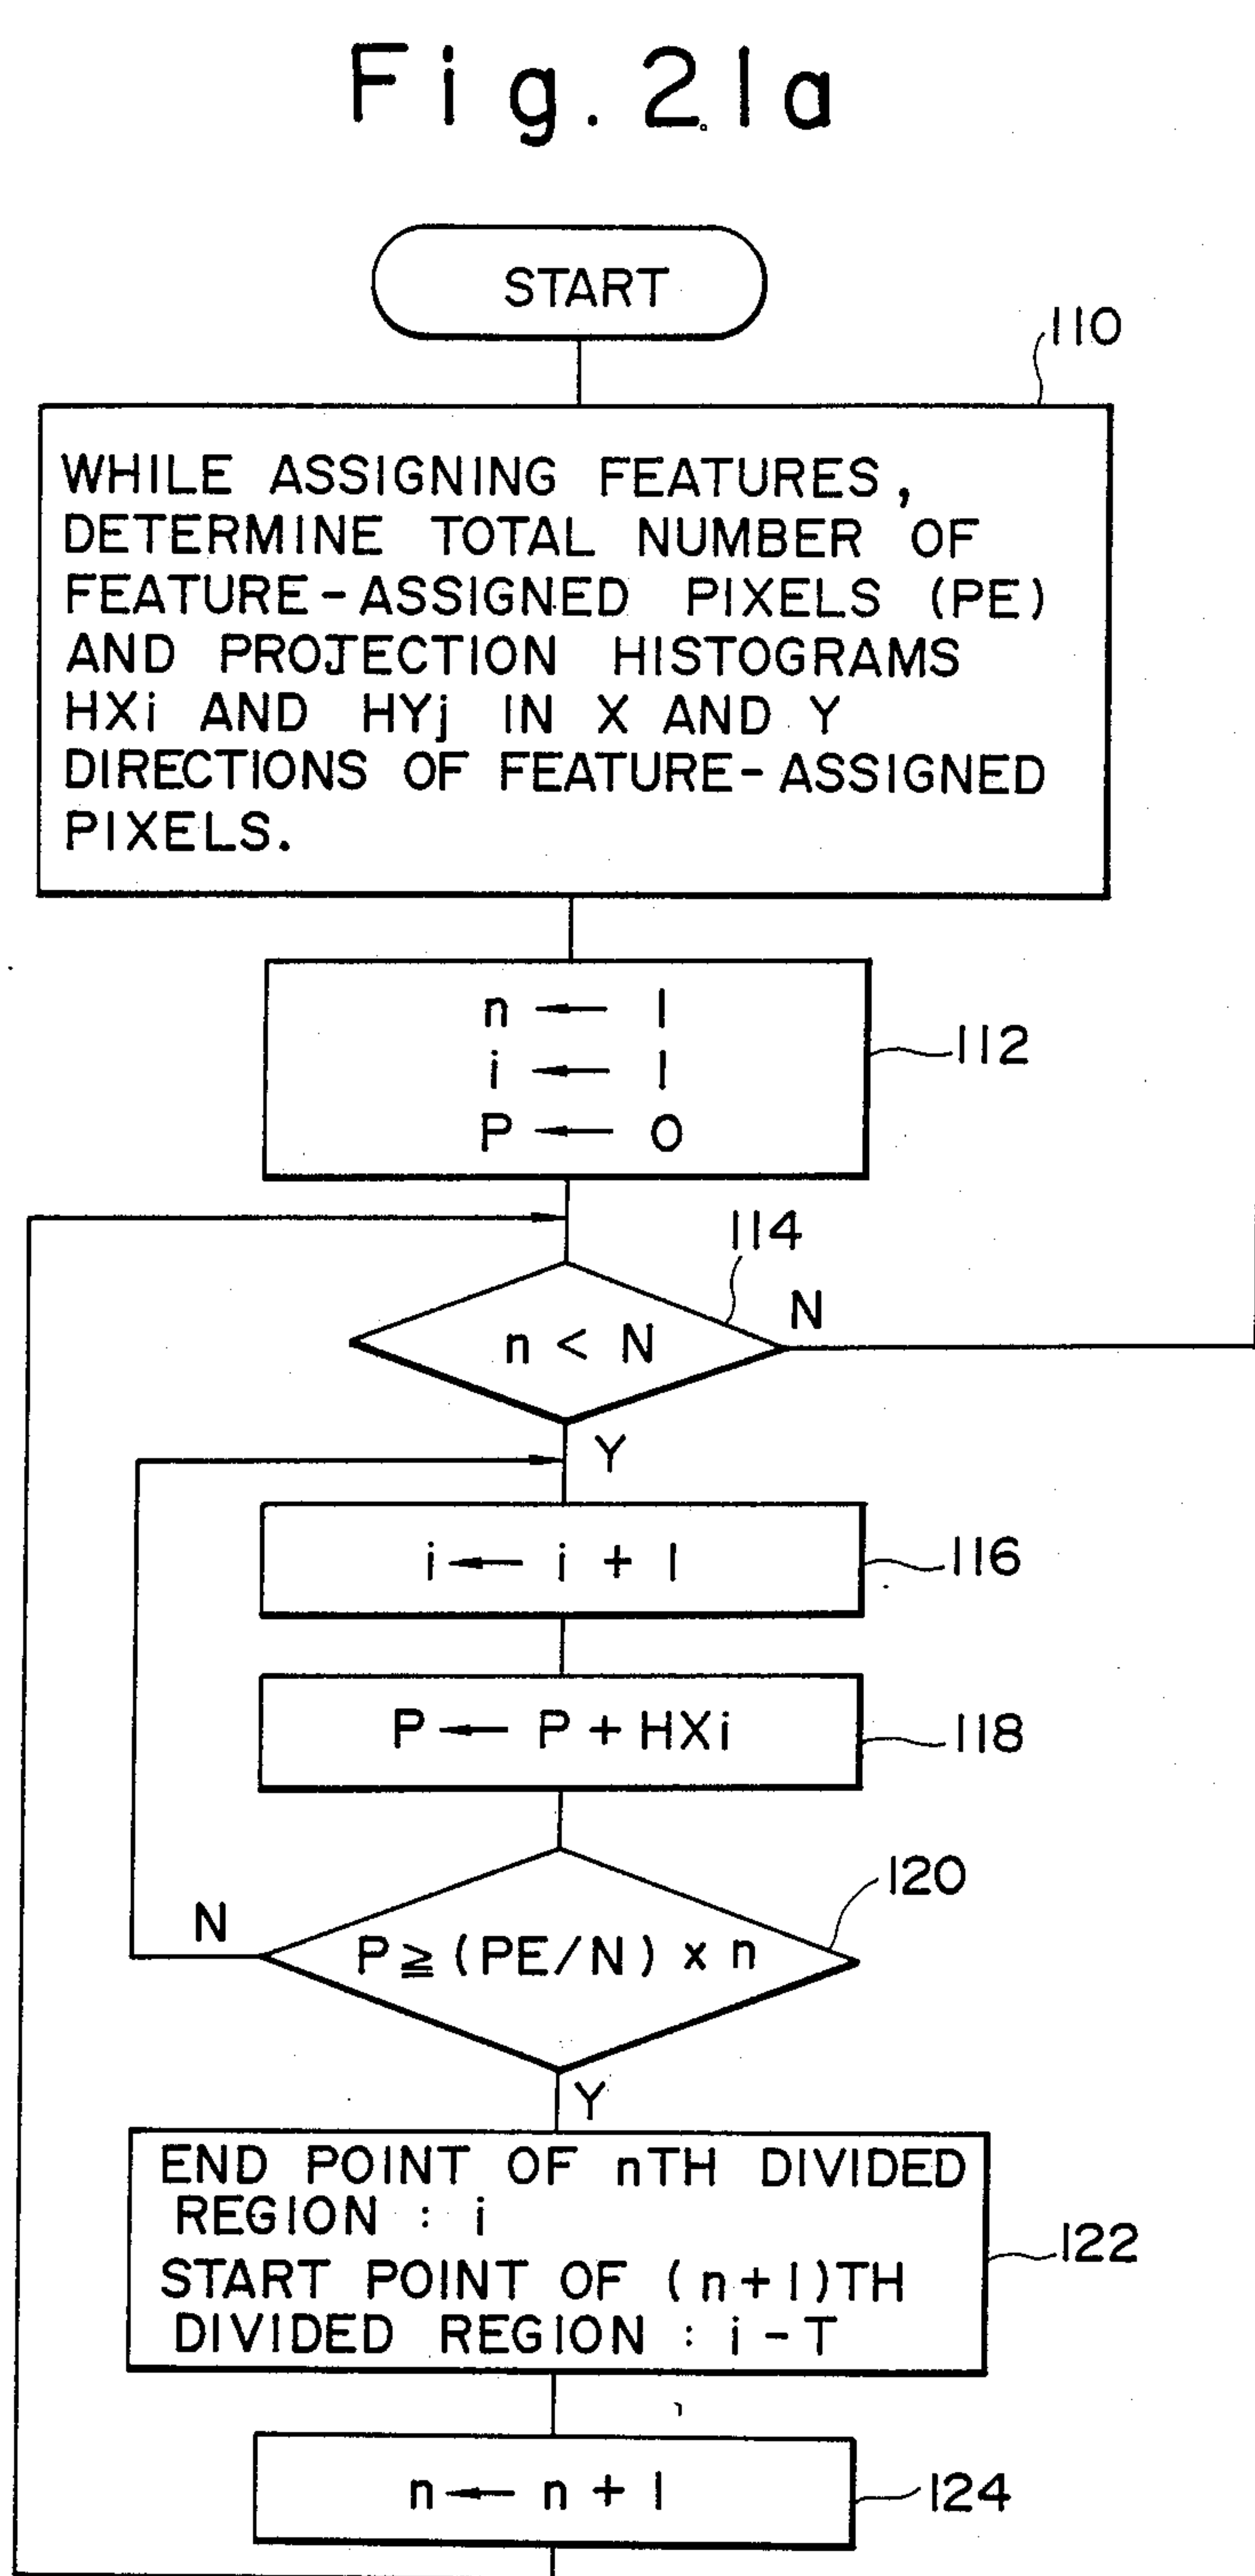 Fig. 21a
START
110
WHILE ASSIGNING FEATURES,
DETERMINE TOTAL NUMBER OF
FEATURE-ASSIGNED PIXELS (PE)
AND PROJECTION HISTOGRAMS
HXi AND HYj IN X AND Y
DIRECTIONS OF FEATURE-ASSIGNED
PIXELS.
n ← 1
i ← 1
P ← 0
112
114
n < N
N
Y
i ← i + 1
116
P ← P + HXi
118
120
N
P ≧ (PE/N) x n
Y
END POINT OF nTH DIVIDED
REGION : i
START POINT OF (n+1)TH
DIVIDED REGION : i-T
122
n ← n + 1
124